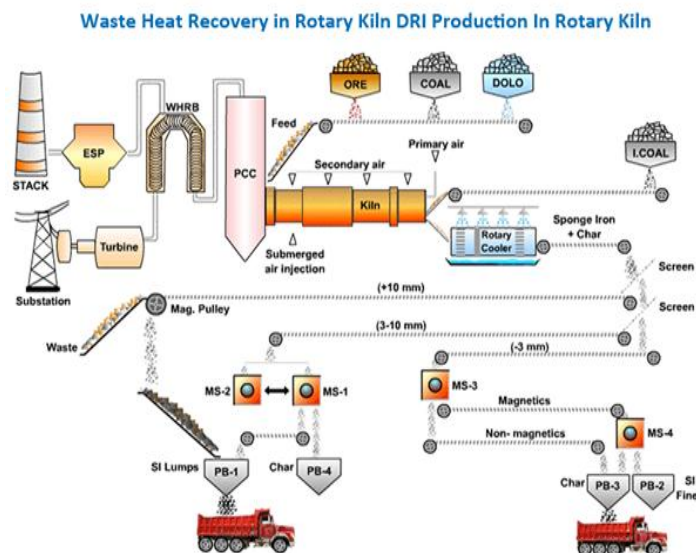 Waste Heat Recovery in Rotary Kiln DRI Production In Rotary Kiln
ORE
COAL
DOLO
WHRB
Feed
Primary air
I.COAL
ESP
PCC
Secondary air
STACK
Kiln
Sponge Iron
+ Char
Turbine
Rotary
Cooler
Submerged
air injection
Screen
Substation
(+10 mm)
Mag. Pulley
Screen
Waste
(3-10 mm)
(-3 mm)
MS-2
MS-1
MS-3
Magnetics
MS-4
Non- magnetics
SI Lumps
PB-1
Char
PB-4
Char
PB-3
PB-2
SI
Fine